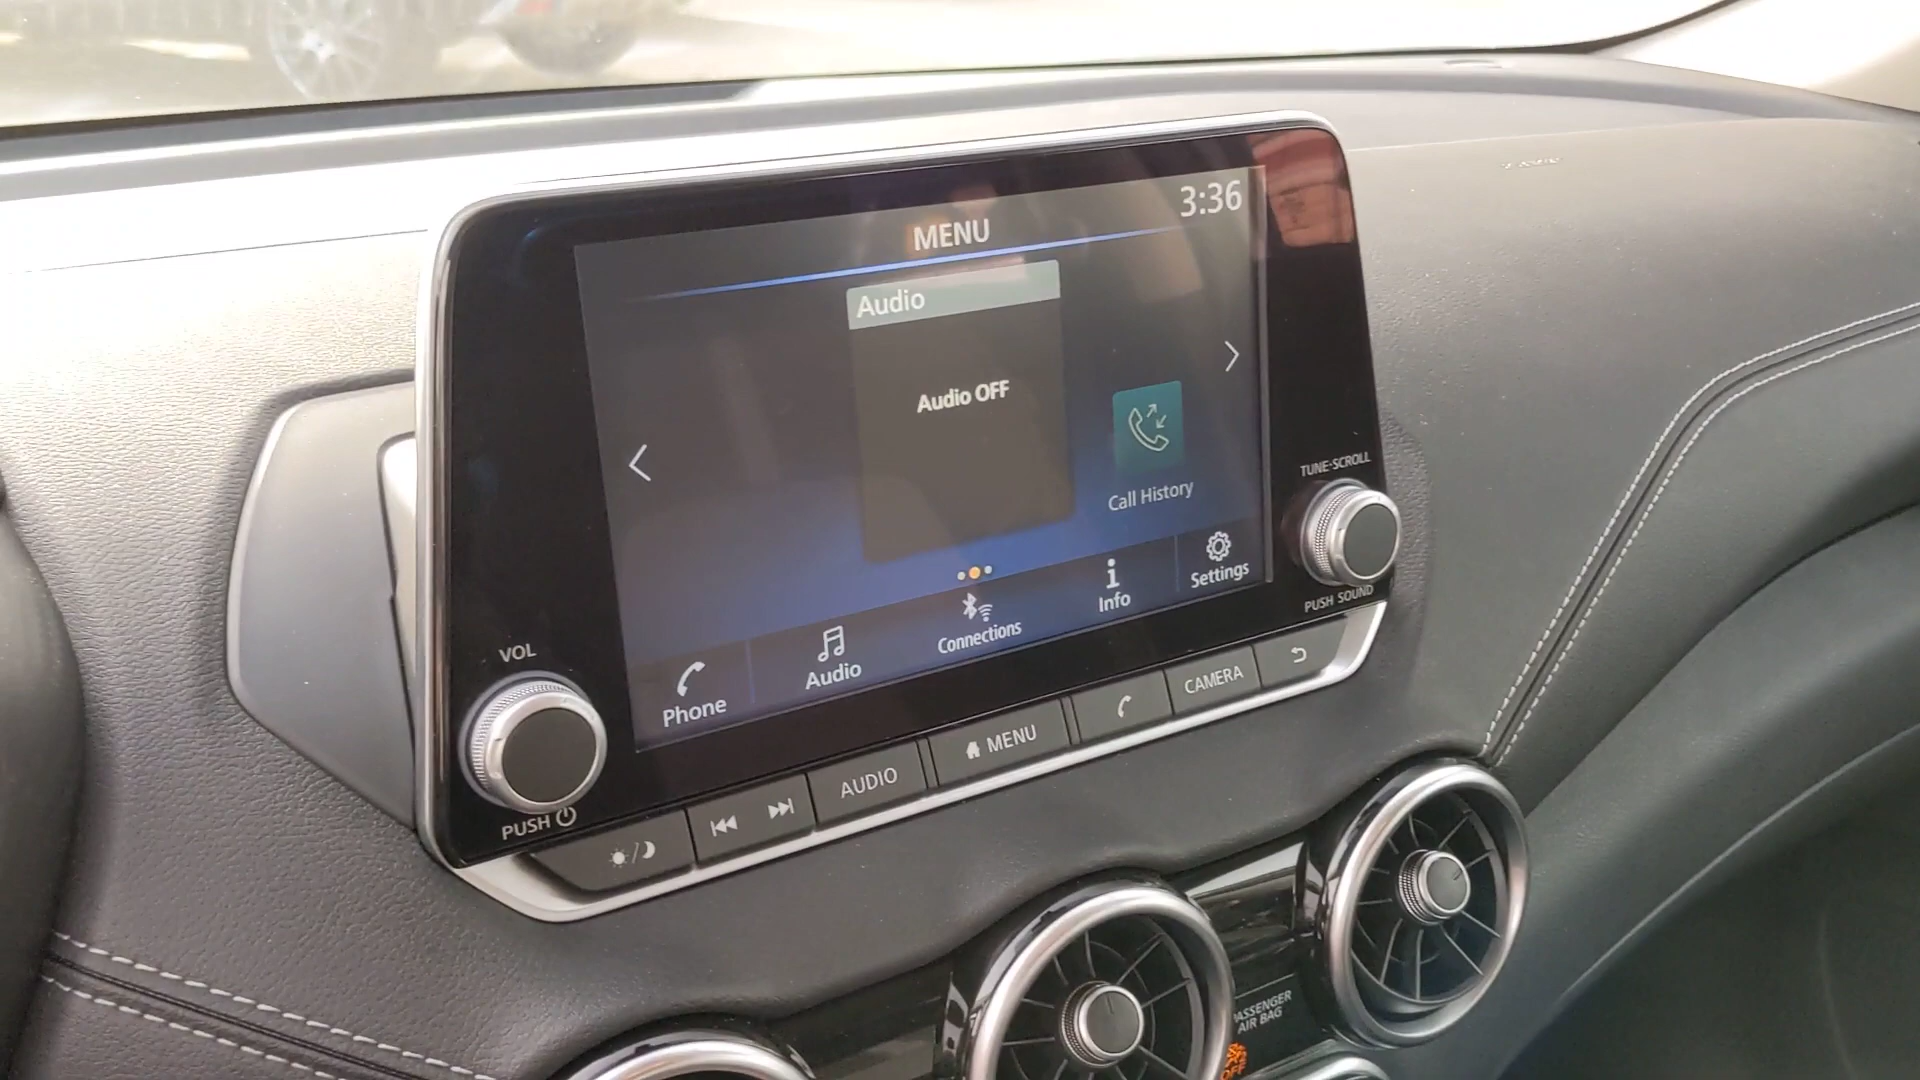 3:36
MENU
Audio
Audio OFF
Call History
Phone
Audio
Connections
Info
Settings
VOL
PUSH
TUNE·SCROLL
PUSH SOUND
AUDIO
MENU
CAMERA
PASSENGER
AIR BAG
OFF